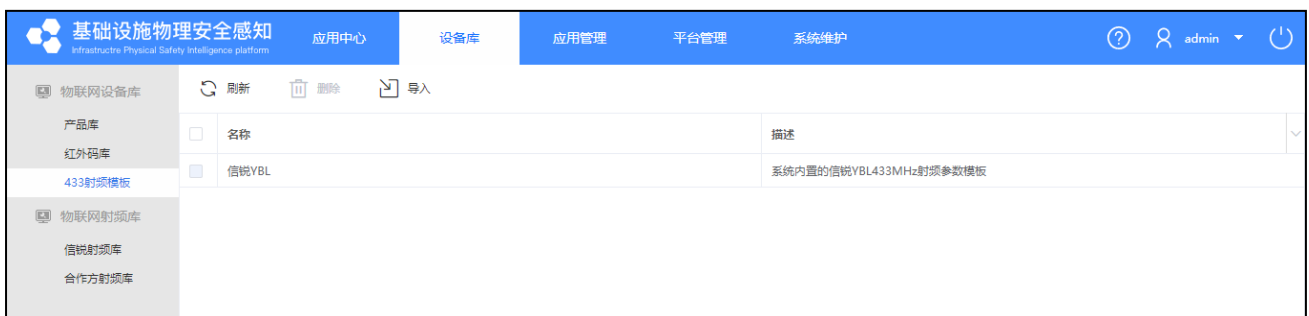 基础设施物理安全感知
Infrastructre Physical Safety Intelligence platform
应用中心 设备库 应用管理 平台管理 系统维护 admin
物联网设备库
产品库
红外码库
433射频模板
物联网射频库
信锐射频库
合作方射频库
刷新 删除 导入
名称 描述
信锐YBL 系统内置的信锐YBL433MHz射频参数模板